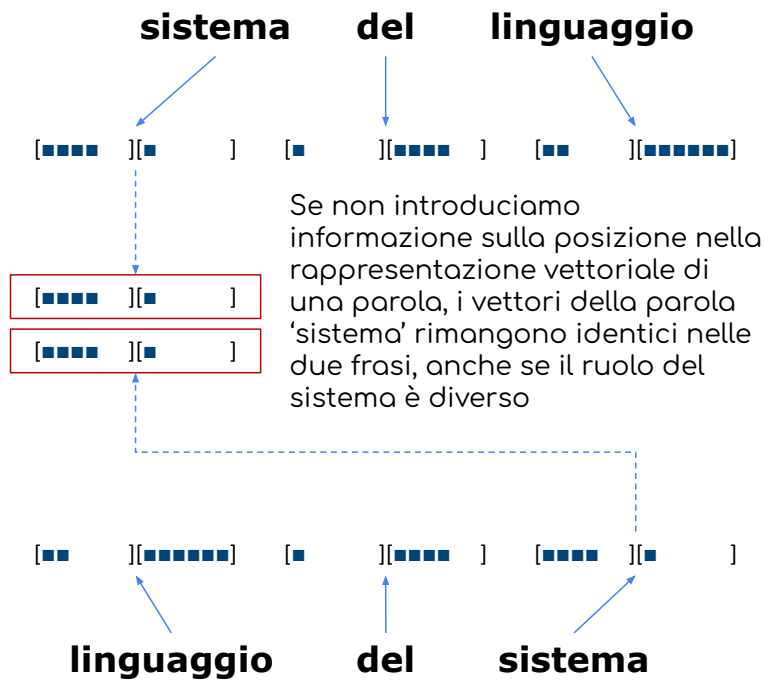 sistema del linguaggio
[■■■■ ][■ ] [■ ][■■■■ ] [■■ ][■■■■■■]
Se non introduciamo
informazione sulla posizione nella
rappresentazione vettoriale di
una parola, i vettori della parola
‘sistema’ rimangono identici nelle
due frasi, anche se il ruolo del
sistema è diverso
[■■■■ ][■ ]
[■■■■ ][■ ]
[■■ ][■■■■■■] [■ ][■■■■ ] [■■■■ ][■ ]
linguaggio del sistema